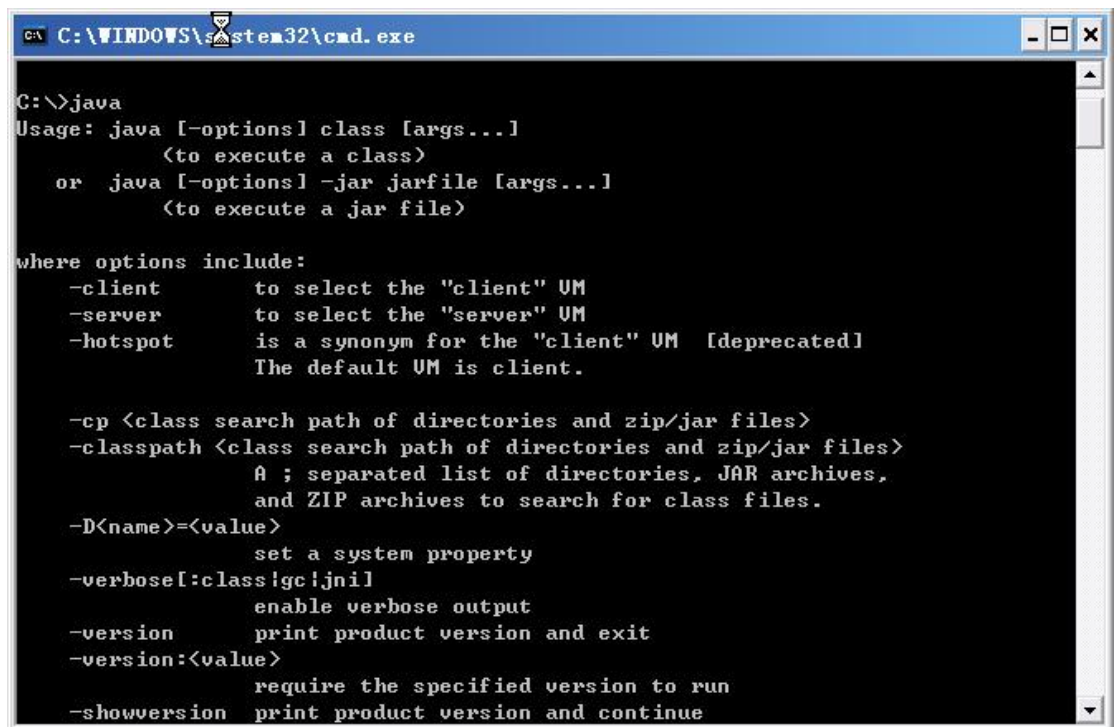 C:\WINDOWS\system32\cmd.exe
C:\>java
Usage: java [-options] class [args...]
           (to execute a class)
   or  java [-options] -jar jarfile [args...]
           (to execute a jar file)
where options include:
    -client       to select the "client" VM
    -server       to select the "server" VM
    -hotspot      is a synonym for the "client" VM  [deprecated]
                  The default VM is client.
    -cp <class search path of directories and zip/jar files>
    -classpath <class search path of directories and zip/jar files>
                  A ; separated list of directories, JAR archives,
                  and ZIP archives to search for class files.
    -D<name>=<value>
                  set a system property
    -verbose[:class|gc|jni]
                  enable verbose output
    -version      print product version and exit
    -version:<value>
                  require the specified version to run
    -showversion  print product version and continue